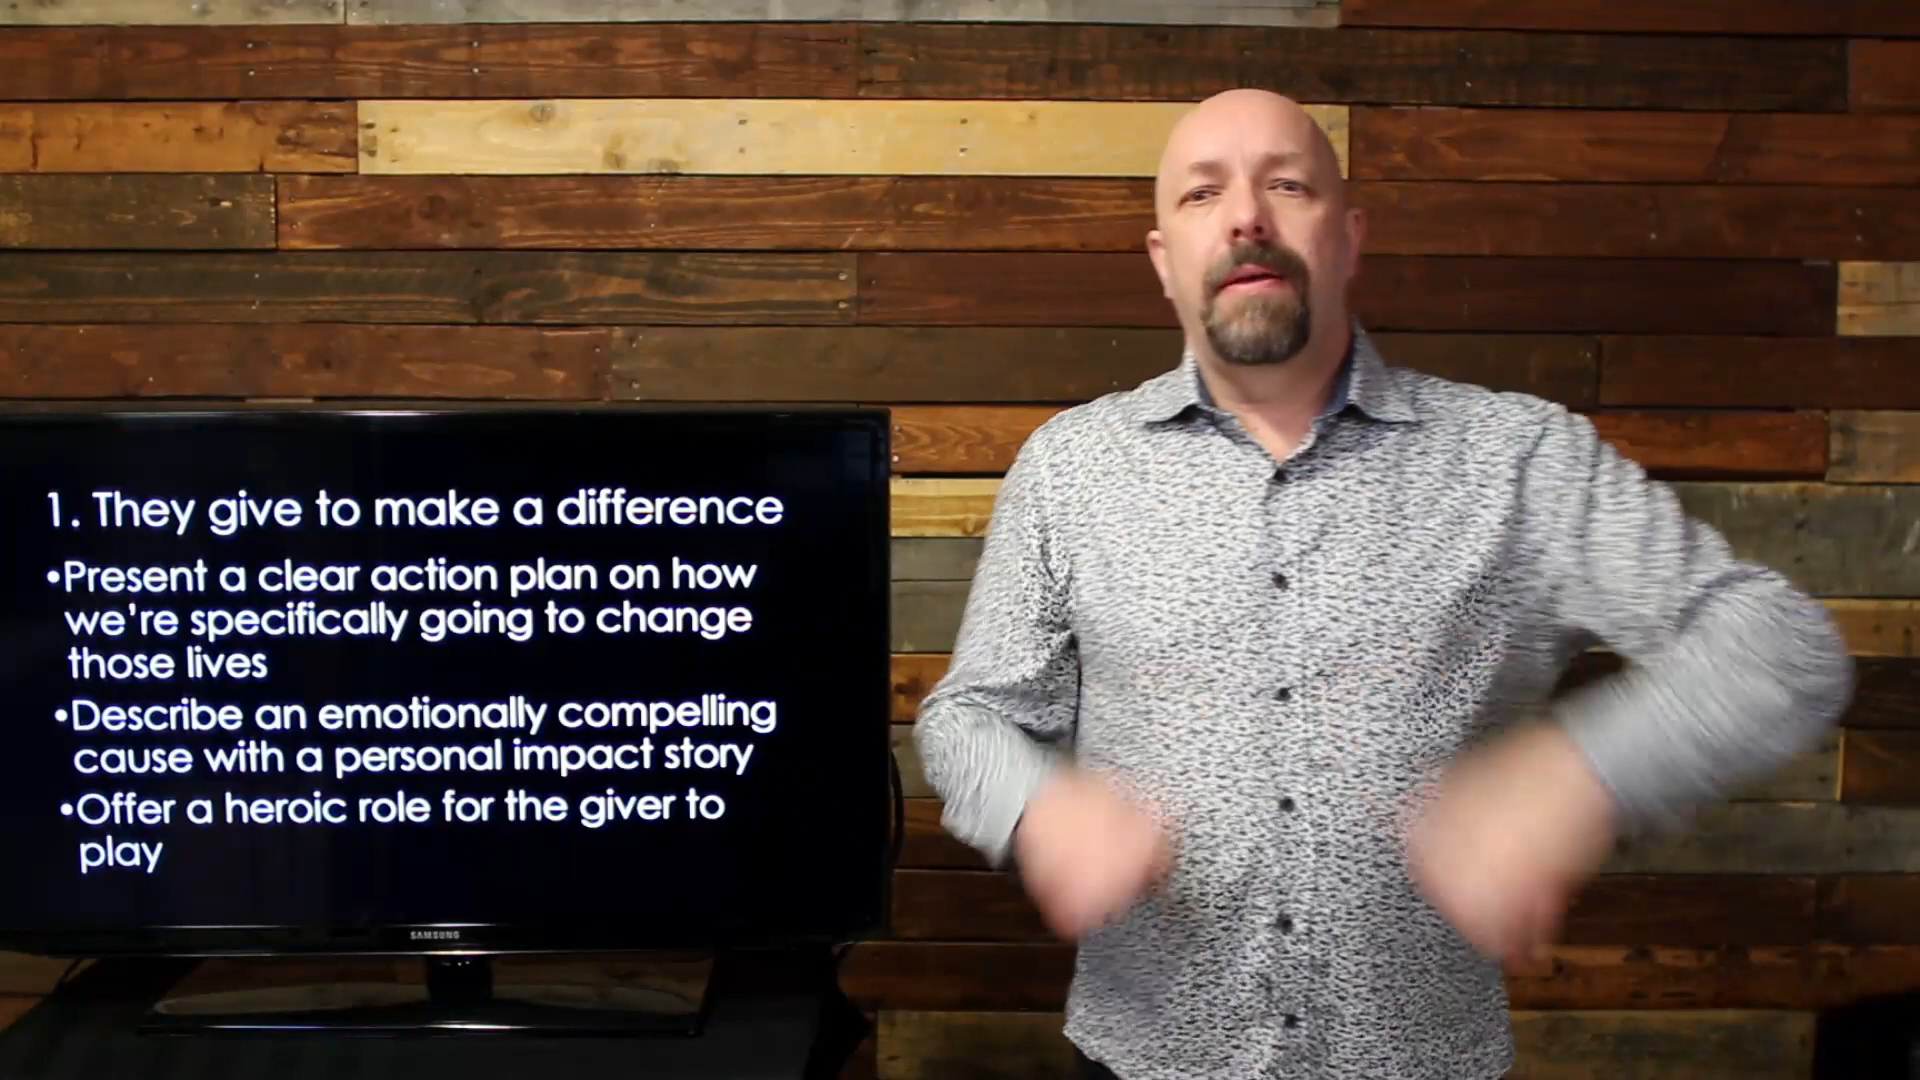 1. They give to make a difference
•Present a clear action plan on how
we're specifically going to change
those lives
•Describe an emotionally compelling
cause with a personal impact story
•Offer a heroic role for the giver to
play
SAMSUNG